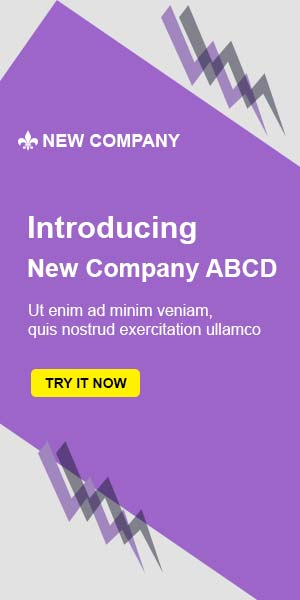 NEW COMPANY
Introducing
New Company ABCD
Ut enim ad minim veniam,
quis nostrud exercitation ullamco
TRY IT NOW